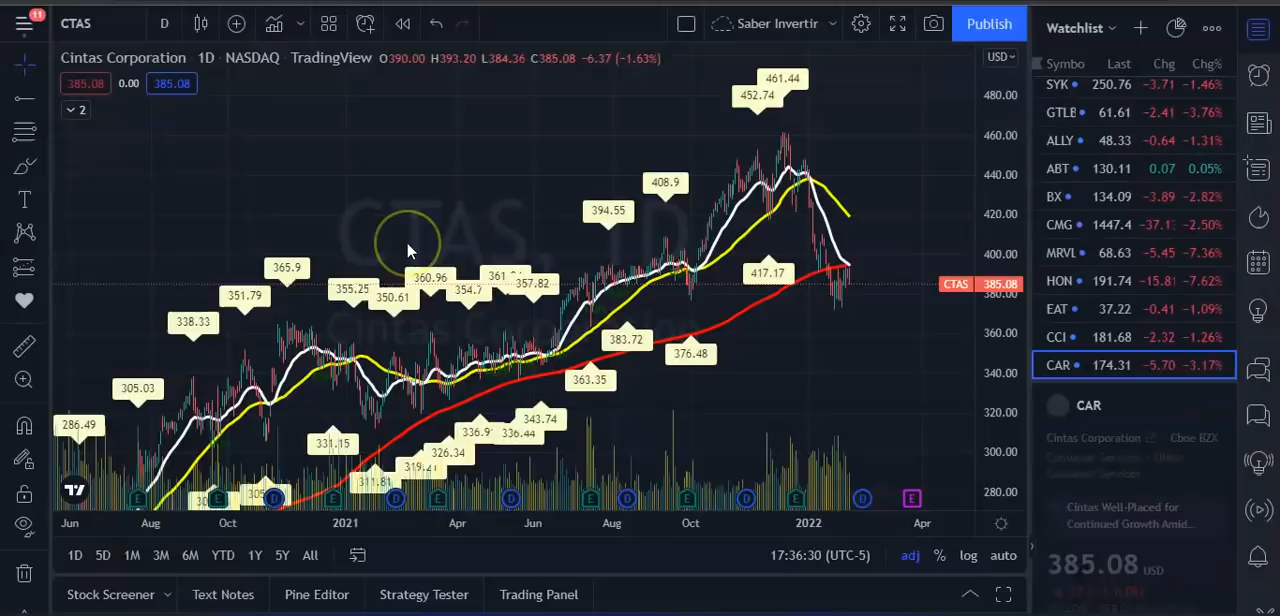 11
CTAS D Saber Invertir Publish
Cintas Corporation · 1D · NASDAQ · TradingView O390.00 H393.20 L384.36 C385.08 −6.37 (−1.63%)
385.08 0.00 385.08
2
USD
CTAS, 1D
Cintas Corporation
461.44
452.74
408.9
394.55
365.9
351.79
338.33
305.03
286.49
355.25
350.61
360.96
354.7
357.82
417.17
383.72
376.48
363.35
343.74
336.44
326.34
331.15
311.81
480.00
460.00
440.00
420.00
400.00
CTAS 385.08
380.00
360.00
340.00
320.00
300.00
280.00
E E D E D E D E D E D E D E
Jun Aug Oct 2021 Apr Jun Aug Oct 2022 Apr
1D 5D 1M 3M 6M YTD 1Y 5Y All
17:36:30 (UTC-5) adj % log auto
Stock Screener Text Notes Pine Editor Strategy Tester Trading Panel
Watchlist
Symbo Last Chg Chg%
SYK 250.76 −3.71 −1.46%
GTLB 61.61 −2.41 −3.76%
ALLY 48.33 −0.64 −1.31%
ABT 130.11 0.07 0.05%
BX 134.09 −3.89 −2.82%
CMG 1447.4 −37.1 −2.50%
MRVL 68.63 −5.45 −7.36%
HON 191.74 −15.81 −7.62%
EAT 37.22 −0.41 −1.09%
CCI 181.68 −2.32 −1.26%
CAR 174.31 −5.70 −3.17%
CAR
Cintas Corporation Cboe BZX
Cintas Well-Placed for
Continued Growth Amid...
385.08 USD